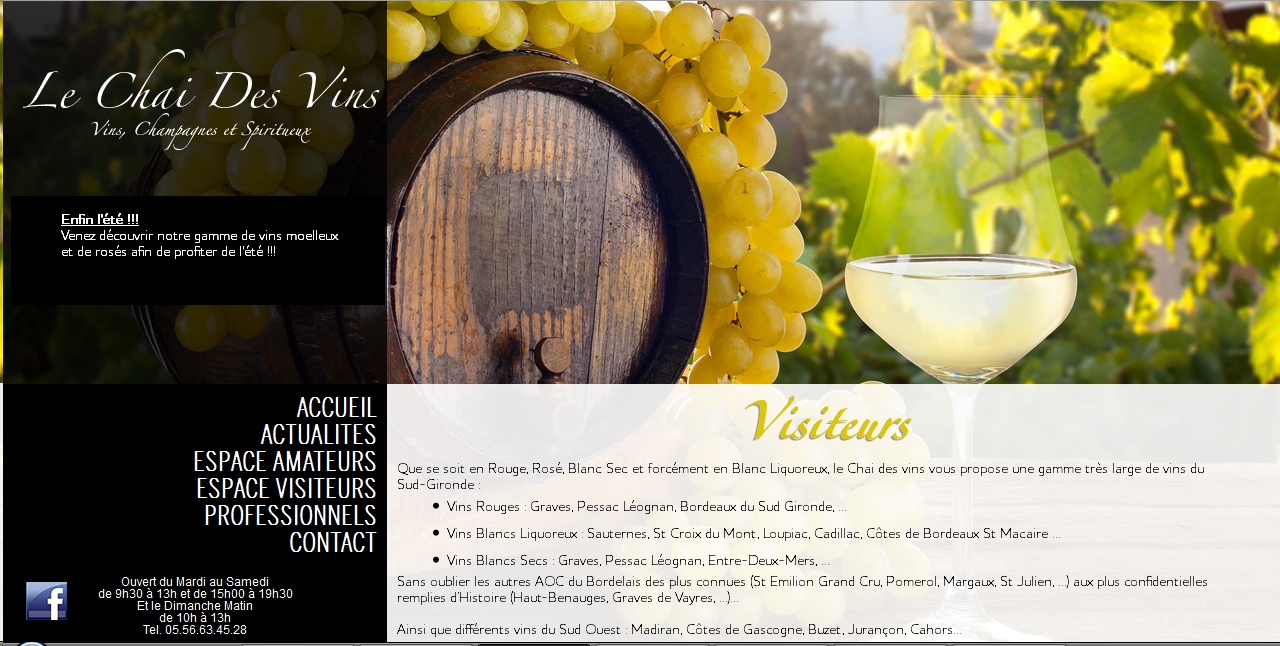 Le Chai Des Vins
Vins, Champagnes et Spiritueux
Enfin l'été !!!
Venez découvrir notre gamme de vins moelleux
et de rosés afin de profiter de l'été !!!
ACCUEIL
ACTUALITES
ESPACE AMATEURS
ESPACE VISITEURS
PROFESSIONNELS
CONTACT
f
Ouvert du Mardi au Samedi
de 9h30 à 13h et de 15h00 à 19h30
Et le Dimanche Matin
de 10h à 13h
Tel. 05.56.63.45.28
Visiteurs
Que se soit en Rouge, Rosé, Blanc Sec et forcément en Blanc Liquoreux, le Chai des vins vous propose une gamme très large de vins du
Sud-Gironde :
• Vins Rouges : Graves, Pessac Léognan, Bordeaux du Sud Gironde, ...
• Vins Blancs Liquoreux : Sauternes, St Croix du Mont, Loupiac, Cadillac, Côtes de Bordeaux St Macaire ...
• Vins Blancs Secs : Graves, Pessac Léognan, Entre-Deux-Mers, ...
Sans oublier les autres AOC du Bordelais des plus connues (St Emilion Grand Cru, Pomerol, Margaux, St Julien, ...) aux plus confidentielles
remplies d'Histoire (Haut-Benauges, Graves de Vayres, ...)...
Ainsi que différents vins du Sud Ouest : Madiran, Côtes de Gascogne, Buzet, Jurançon, Cahors...